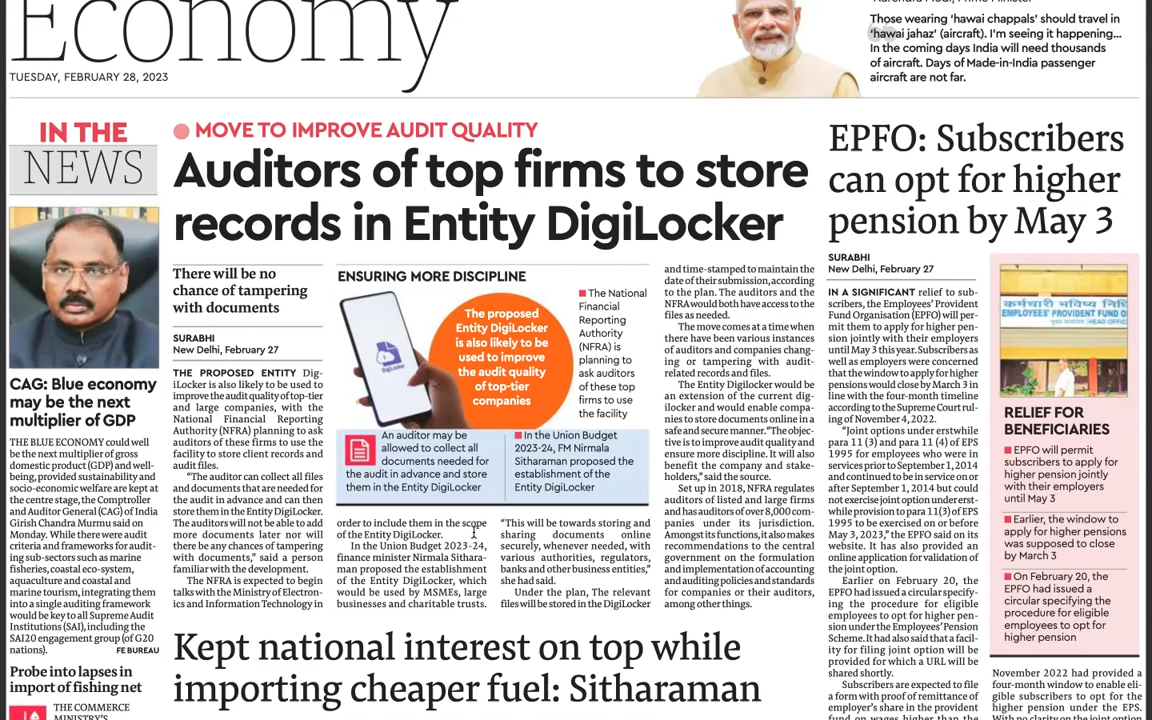 Economy
TUESDAY, FEBRUARY 28, 2023
Those wearing ‘hawai chappals’ should travel in
‘hawai jahaz’ (aircraft). I’m seeing it happening...
In the coming days India will need thousands
of aircraft. Days of Made-in-India passenger
aircraft are not far.
IN THE
NEWS
CAG: Blue economy
may be the next
multiplier of GDP
THE BLUE ECONOMY could well
be the next multiplier of gross
domestic product (GDP) and well-
being, provided sustainability and
socio-economic welfare are kept at
the centre stage, the Comptroller
and Auditor General (CAG) of India
Girish Chandra Murmu said on
Monday. While there were audit
criteria and frameworks for audit-
ing sub-sectors such as marine
fisheries, coastal eco-system,
aquaculture and coastal and
marine tourism, integrating them
into a single auditing framework
would be key to all Supreme Audit
Institutions (SAI), including the
SAI20 engagement group (of G20
nations). FE BUREAU
Probe into lapses in
import of fishing net
THE COMMERCE
MINISTRY'S
MOVE TO IMPROVE AUDIT QUALITY
Auditors of top firms to store
records in Entity DigiLocker
There will be no
chance of tampering
with documents
SURABHI
New Delhi, February 27
THE PROPOSED ENTITY Dig-
iLocker is also likely to be used to
improve the audit quality of top-tier
and large companies, with the
National Financial Reporting
Authority (NFRA) planning to ask
auditors of these firms to use the
facility to store client records and
audit files.
“The auditor can collect all files
and documents that are needed for
the audit in advance and can then
store them in the Entity DigiLocker.
The auditors will not be able to add
more documents later nor will
there be any chances of tampering
with documents,” said a person
familiar with the development.
The NFRA is expected to begin
talks with the Ministry of Electron-
ics and Information Technology in
ENSURING MORE DISCIPLINE
DigiLocker
The proposed
Entity DigiLocker
is also likely to be
used to improve
the audit quality
of top-tier
companies
The National
Financial
Reporting
Authority
(NFRA) is
planning to
ask auditors
of these top
firms to use
the facility
An auditor may be
allowed to collect all
documents needed for
the audit in advance and store
them in the Entity DigiLocker
In the Union Budget
2023-24, FM Nirmala
Sitharaman proposed the
establishment of the
Entity DigiLocker
order to include them in the scope
of the Entity DigiLocker.
In the Union Budget 2023-24,
finance minister Nirmala Sithara-
man proposed the establishment
of the Entity DigiLocker, which
would be used by MSMEs, large
businesses and charitable trusts.
“This will be towards storing and
sharing documents online
securely, whenever needed, with
various authorities, regulators,
banks and other business entities,”
she had said.
Under the plan, The relevant
files will be stored in the DigiLocker
and time-stamped to maintain the
date of their submission, according
to the plan. The auditors and the
NFRA would both have access to the
files as needed.
The move comes at a time when
there have been various instances
of auditors and companies chang-
ing or tampering with audit-
related records and files.
The Entity Digilocker would be
an extension of the current dig-
ilocker and would enable compa-
nies to store documents online in a
safe and secure manner. “The objec-
tive is to improve audit quality and
ensure more discipline. It will also
benefit the company and stake-
holders,” said the source.
Set up in 2018, NFRA regulates
auditors of listed and large firms
and has auditors of over 8,000 com-
panies under its jurisdiction.
Amongst its functions, it also makes
recommendations to the central
government on the formulation
and implementation of accounting
and auditing policies and standards
for companies or their auditors,
among other things.
Kept national interest on top while
importing cheaper fuel: Sitharaman
EPFO: Subscribers
can opt for higher
pension by May 3
SURABHI
New Delhi, February 27
IN A SIGNIFICANT relief to sub-
scribers, the Employees’ Provident
Fund Organisation (EPFO) will per-
mit them to apply for higher pen-
sion jointly with their employers
until May 3 this year. Subscribers as
well as employers were concerned
that the window to apply for higher
pensions would close by March 3 in
line with the four-month timeline
according to the Supreme Court rul-
ing of November 4, 2022.
“Joint options under erstwhile
para 11 (3) and para 11 (4) of EPS
1995 for employees who were in
services prior to September 1, 2014
and continued to be in service on or
after September 1, 2014 but could
not exercise joint option under erst-
while provision to para 11(3) of EPS
1995 to be exercised on or before
May 3, 2023,” the EPFO said on its
website. It has also provided an
online application for validation of
the joint option.
Earlier on February 20, the
EPFO had issued a circular specify-
ing the procedure for eligible
employees to opt for higher pen-
sion under the Employees’ Pension
Scheme. It had also said that a facil-
ity for filing joint option will be
provided for which a URL will be
shared shortly.
Subscribers are expected to file
a form with proof of remittance of
employer’s share in the provident
fund on wages higher than the
कर्मचारी भविष्य निधि
EMPLOYEES' PROVIDENT FUND O
HEAD OFFIC
RELIEF FOR
BENEFICIARIES
EPFO will permit
subscribers to apply for
higher pension jointly
with their employers
until May 3
Earlier, the window to
apply for higher pensions
was supposed to close
by March 3
On February 20, the
EPFO had issued a
circular specifying the
procedure for eligible
employees to opt for
higher pension
November 2022 had provided a
four-month window to enable eli-
gible subscribers to opt for the
higher pension under the EPS.
With no clarity on the joint option